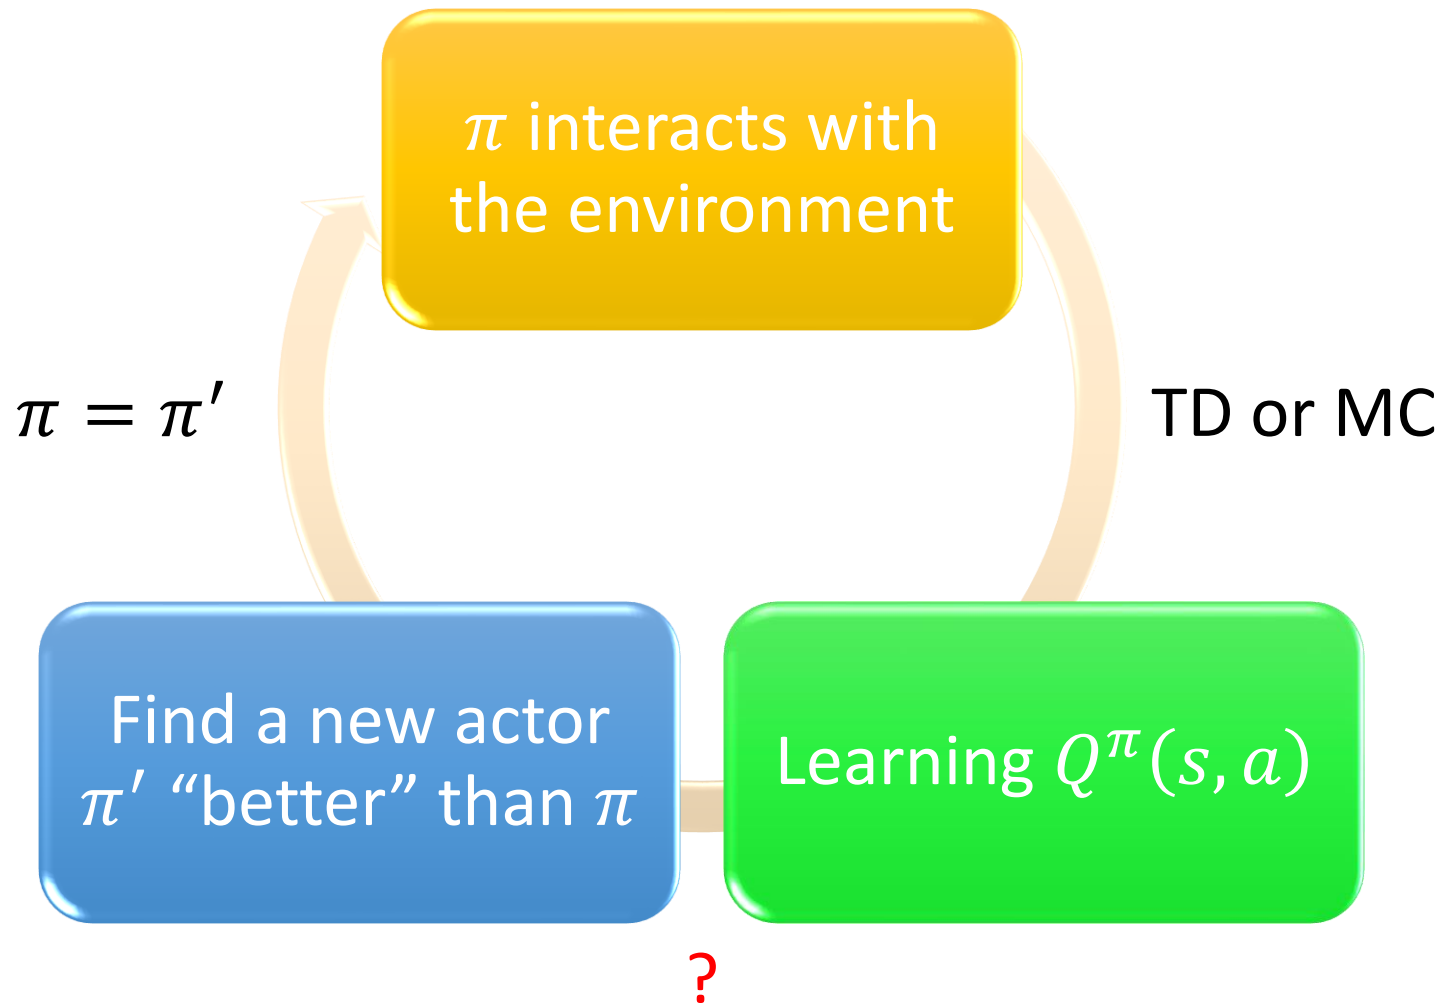 π interacts with
the environment
π = π′
TD or MC
Find a new actor
π′ “better” than π
Learning Q^π(s, a)
?